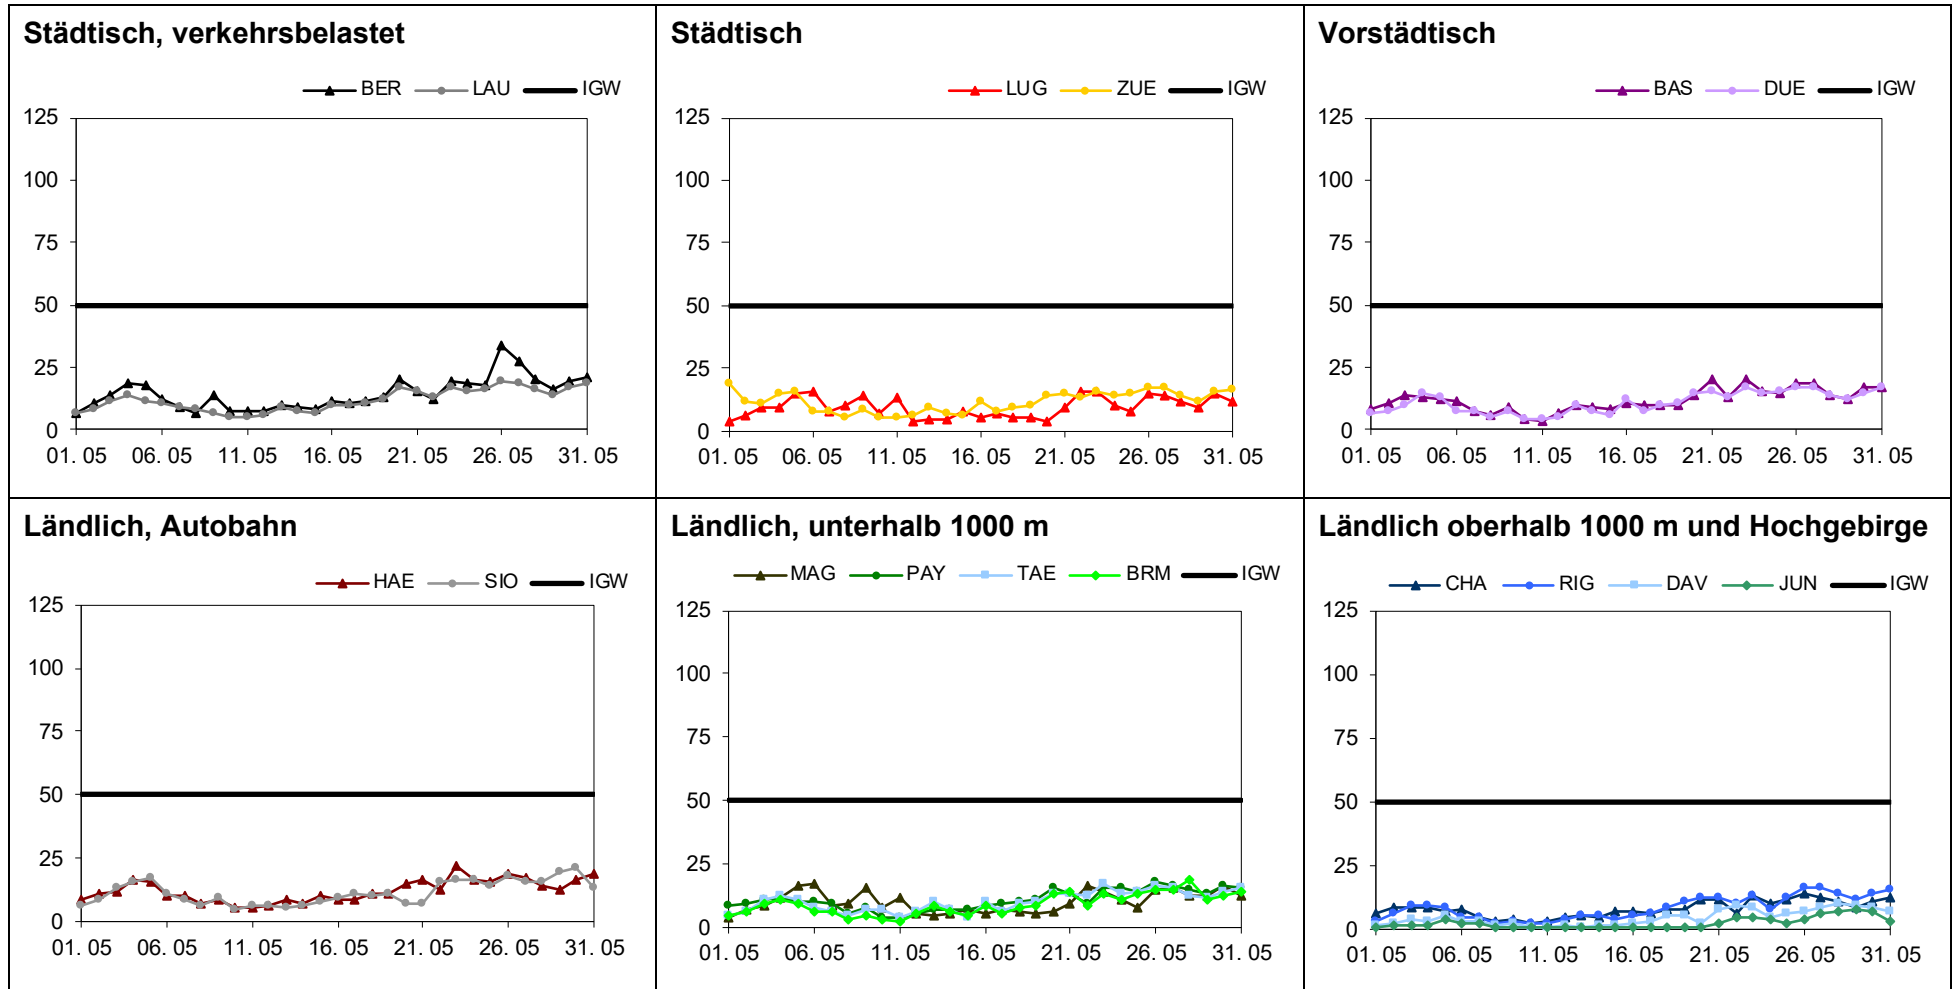 Städtisch, verkehrsbelastet
BER LAU IGW
125
100
75
50
25
0
01. 05 06. 05 11. 05 16. 05 21. 05 26. 05 31. 05
Städtisch
LUG ZUE IGW
125
100
75
50
25
0
01. 05 06. 05 11. 05 16. 05 21. 05 26. 05 31. 05
Vorstädtisch
BAS DUE IGW
125
100
75
50
25
0
01. 05 06. 05 11. 05 16. 05 21. 05 26. 05 31. 05
Ländlich, Autobahn
HAE SIO IGW
125
100
75
50
25
0
01. 05 06. 05 11. 05 16. 05 21. 05 26. 05 31. 05
Ländlich, unterhalb 1000 m
MAG PAY TAE BRM IGW
125
100
75
50
25
0
01. 05 06. 05 11. 05 16. 05 21. 05 26. 05 31. 05
Ländlich oberhalb 1000 m und Hochgebirge
CHA RIG DAV JUN IGW
125
100
75
50
25
0
01. 05 06. 05 11. 05 16. 05 21. 05 26. 05 31. 05